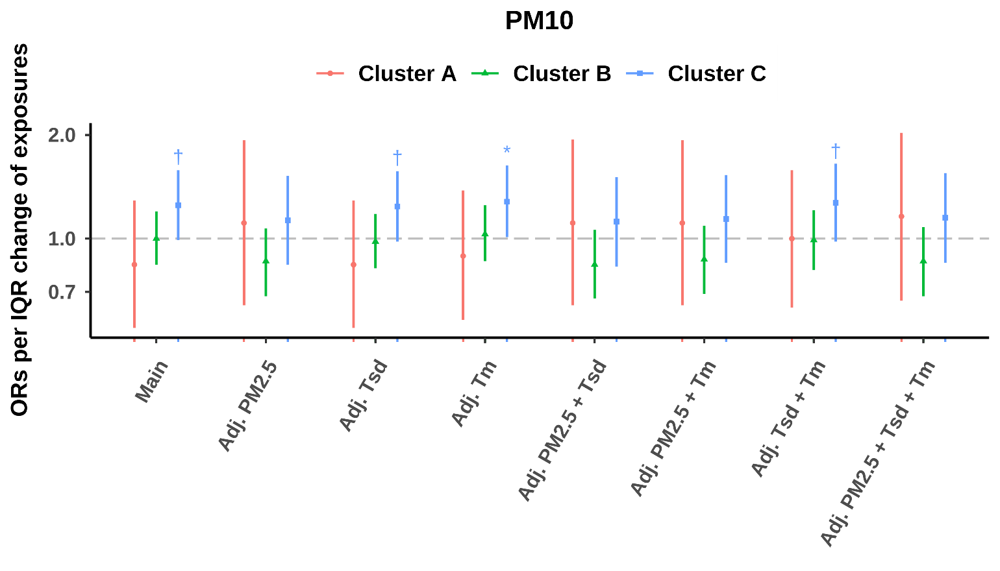 PM10
Cluster A Cluster B Cluster C
ORs per IQR change of exposures
2.0
† † * †
1.0
0.7
Main
Adj. PM2.5
Adj. Tsd
Adj. Tm
Adj. PM2.5 + Tsd
Adj. PM2.5 + Tm
Adj. Tsd + Tm
Adj. PM2.5 + Tsd + Tm